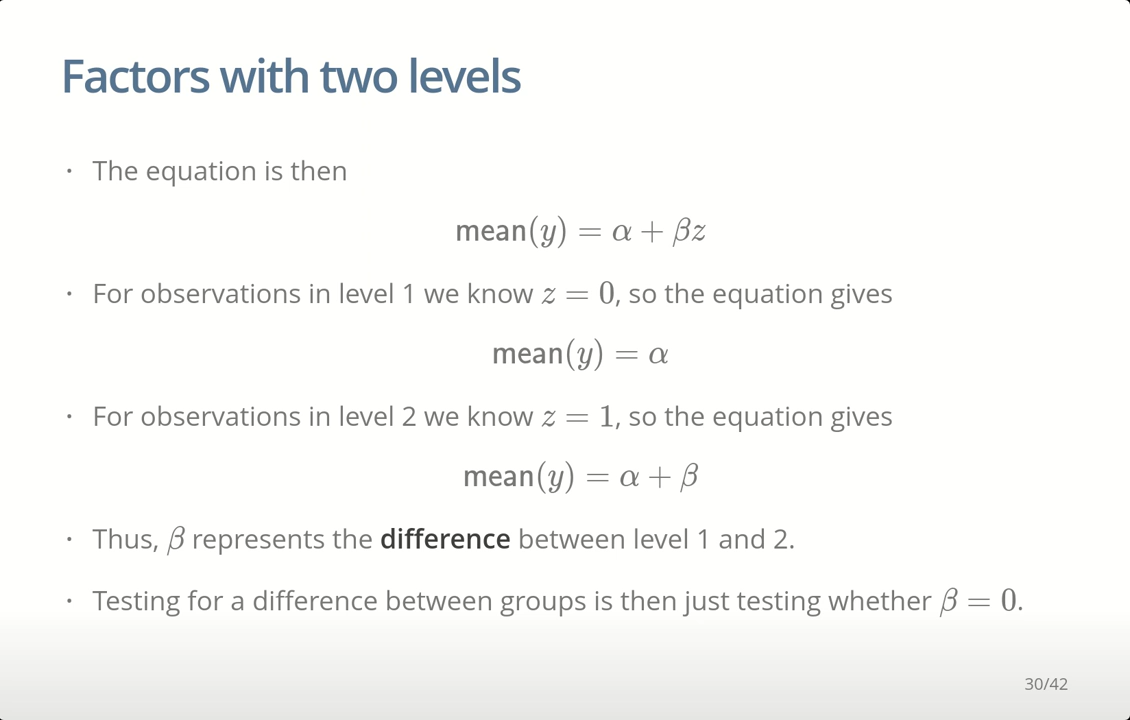 Factors with two levels
· The equation is then
mean(y) = α + βz
· For observations in level 1 we know z = 0, so the equation gives
mean(y) = α
· For observations in level 2 we know z = 1, so the equation gives
mean(y) = α + β
· Thus, β represents the difference between level 1 and 2.
· Testing for a difference between groups is then just testing whether β = 0.
30/42